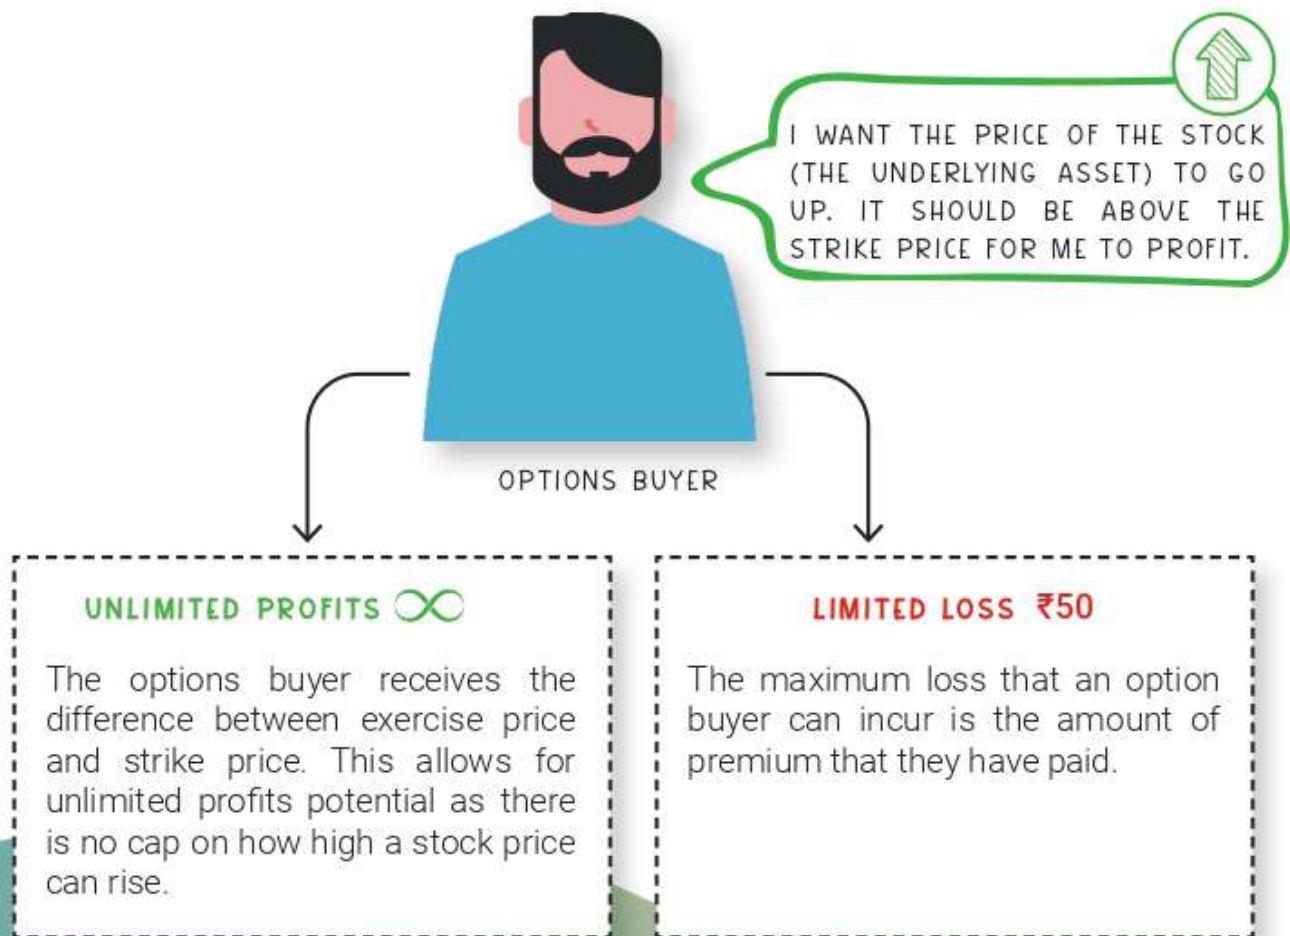 I WANT THE PRICE OF THE STOCK
(THE UNDERLYING ASSET) TO GO
UP. IT SHOULD BE ABOVE THE
STRIKE PRICE FOR ME TO PROFIT.
OPTIONS BUYER
UNLIMITED PROFITS ∞
The options buyer receives the
difference between exercise price
and strike price. This allows for
unlimited profits potential as there
is no cap on how high a stock price
can rise.
LIMITED LOSS ₹50
The maximum loss that an option
buyer can incur is the amount of
premium that they have paid.